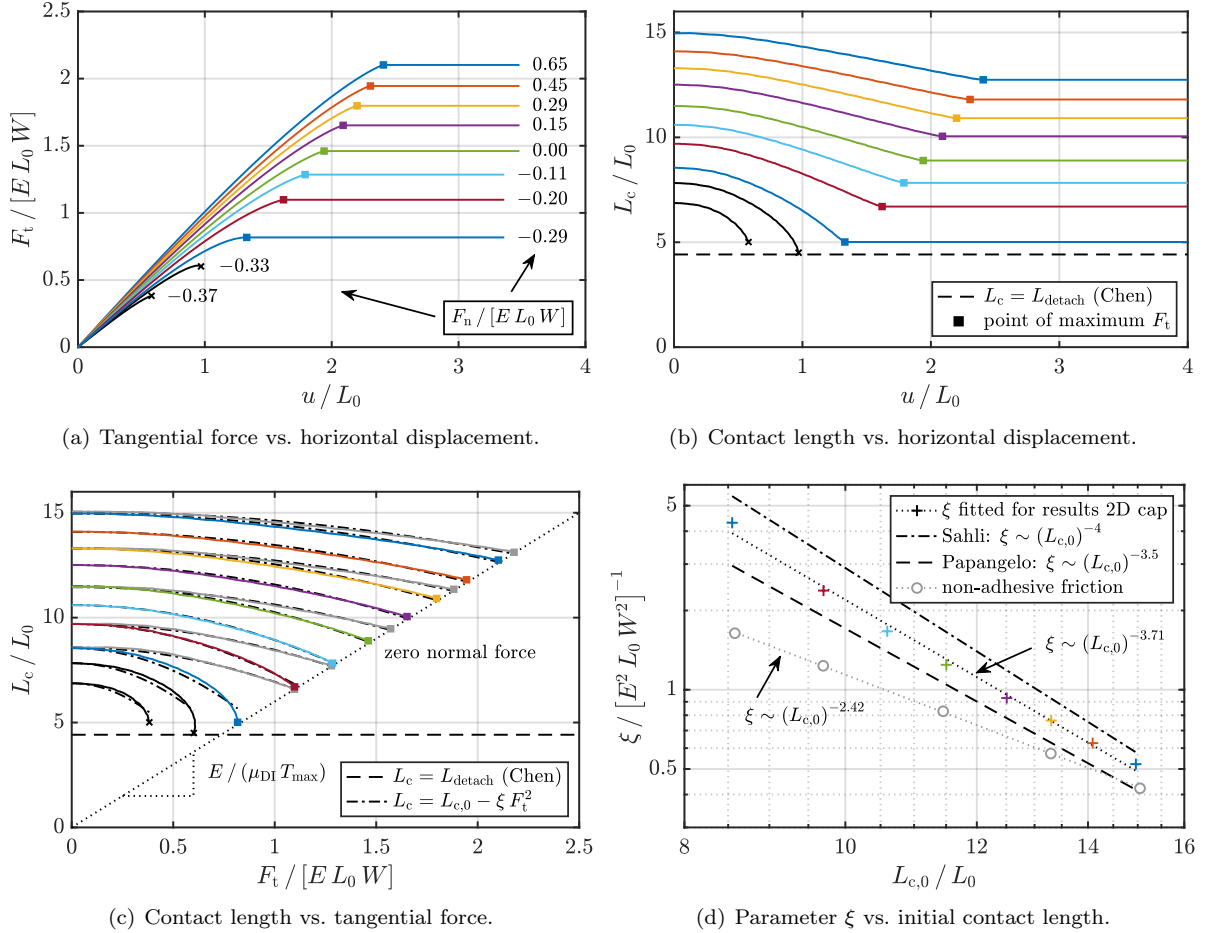 2.5
2
1.5
1
0.5
0
0
1
2
3
4
F_t / [E L_0 W]
u / L_0
0.65
0.45
0.29
0.15
0.00
−0.11
−0.20
−0.29
−0.33
−0.37
F_n / [E L_0 W]
(a) Tangential force vs. horizontal displacement.
15
10
5
0
0
1
2
3
4
L_c / L_0
u / L_0
L_c = L_detach (Chen)
point of maximum F_t
(b) Contact length vs. horizontal displacement.
15
10
5
0
0
0.5
1
1.5
2
2.5
L_c / L_0
F_t / [E L_0 W]
zero normal force
E / (μ_DI T_max)
L_c = L_detach (Chen)
L_c = L_c,0 − ξ F_t^2
(c) Contact length vs. tangential force.
5
1
0.5
8
10
12
14
16
ξ / [E^2 L_0 W^2]^−1
L_c,0 / L_0
ξ fitted for results 2D cap
Sahli: ξ ∼ (L_c,0)^−4
Papangelo: ξ ∼ (L_c,0)^−3.5
non-adhesive friction
ξ ∼ (L_c,0)^−3.71
ξ ∼ (L_c,0)^−2.42
(d) Parameter ξ vs. initial contact length.